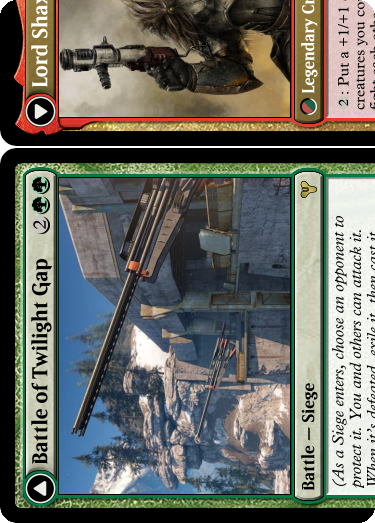 Lord Shax
Legendary Cr
2 : Put a +1/+1
creatures you co
Battle of Twilight Gap 2
Battle – Siege
(As a Siege enters, choose an opponent to
protect it. You and others can attack it.
When it's defeated, exile it, then cast it